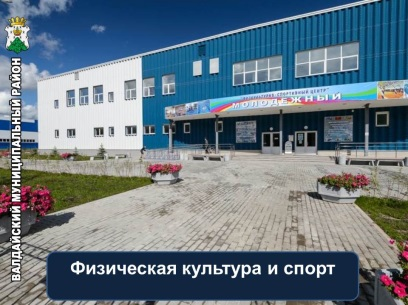 ВАЛДАЙСКИЙ МУНИЦИПАЛЬНЫЙ РАЙОН
МОЛОДЕЖНЫЙ
Физическая культура и спорт